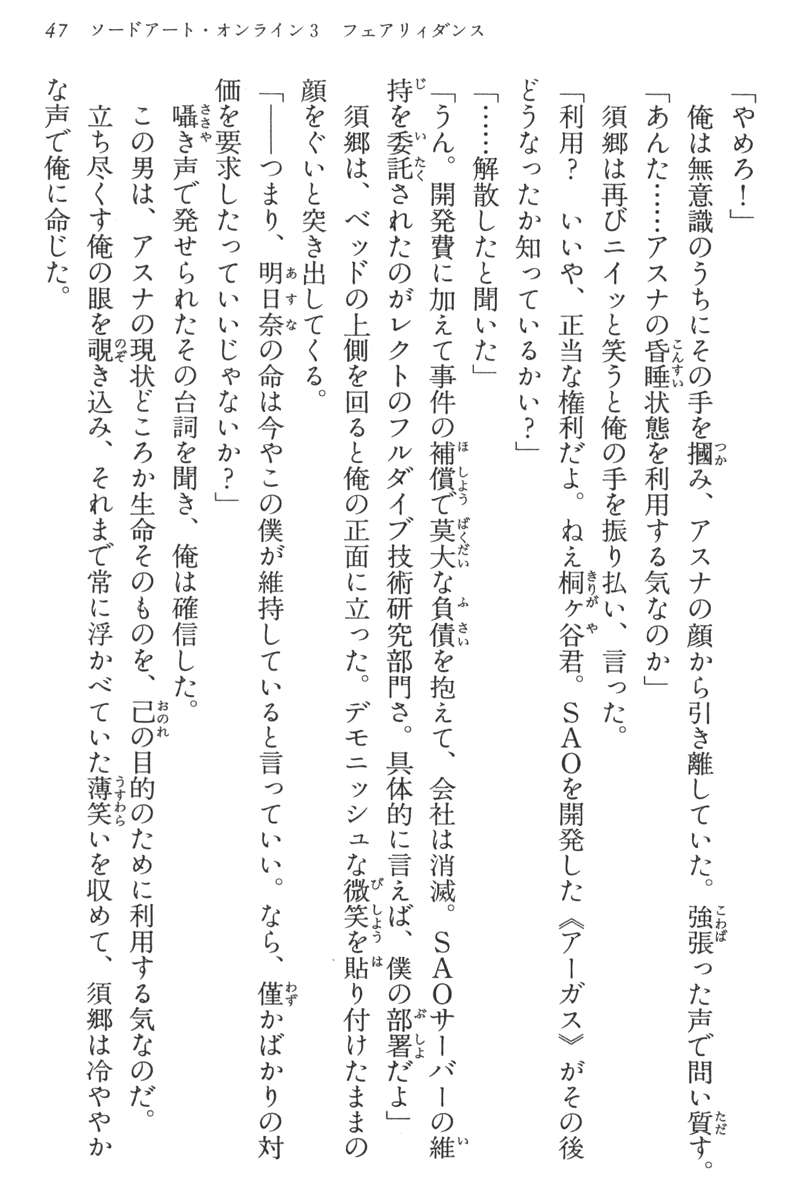 47　ソードアート・オンライン3　フェアリィダンス
「やめろ！」
　俺は無意識のうちにその手を摑み、アスナの顔から引き離していた。強張った声で問い質す。
「あんた……アスナの昏睡状態を利用する気なのか」
　須郷は再びニイッと笑うと俺の手を振り払い、言った。
「利用？　いいや、正当な権利だよ。ねえ桐ヶ谷君。ＳＡＯを開発した《アーガス》がその後
どうなったか知っているかい？」
「……解散したと聞いた」
「うん。開発費に加えて事件の補償で莫大な負債を抱えて、会社は消滅。ＳＡＯサーバーの維
持を委託されたのがレクトのフルダイブ技術研究部門さ。具体的に言えば、僕の部署だよ」
　須郷は、ベッドの上側を回ると俺の正面に立った。デモニッシュな微笑を貼り付けたままの
顔をぐいと突き出してくる。
「――つまり、明日奈の命は今やこの僕が維持していると言っていい。なら、僅かばかりの対
価を要求したっていいじゃないか？」
　囁き声で発せられたその台詞を聞き、俺は確信した。
　この男は、アスナの現状どころか生命そのものを、己の目的のために利用する気なのだ。
　立ち尽くす俺の眼を覗き込み、それまで常に浮かべていた薄笑いを収めて、須郷は冷ややか
な声で俺に命じた。